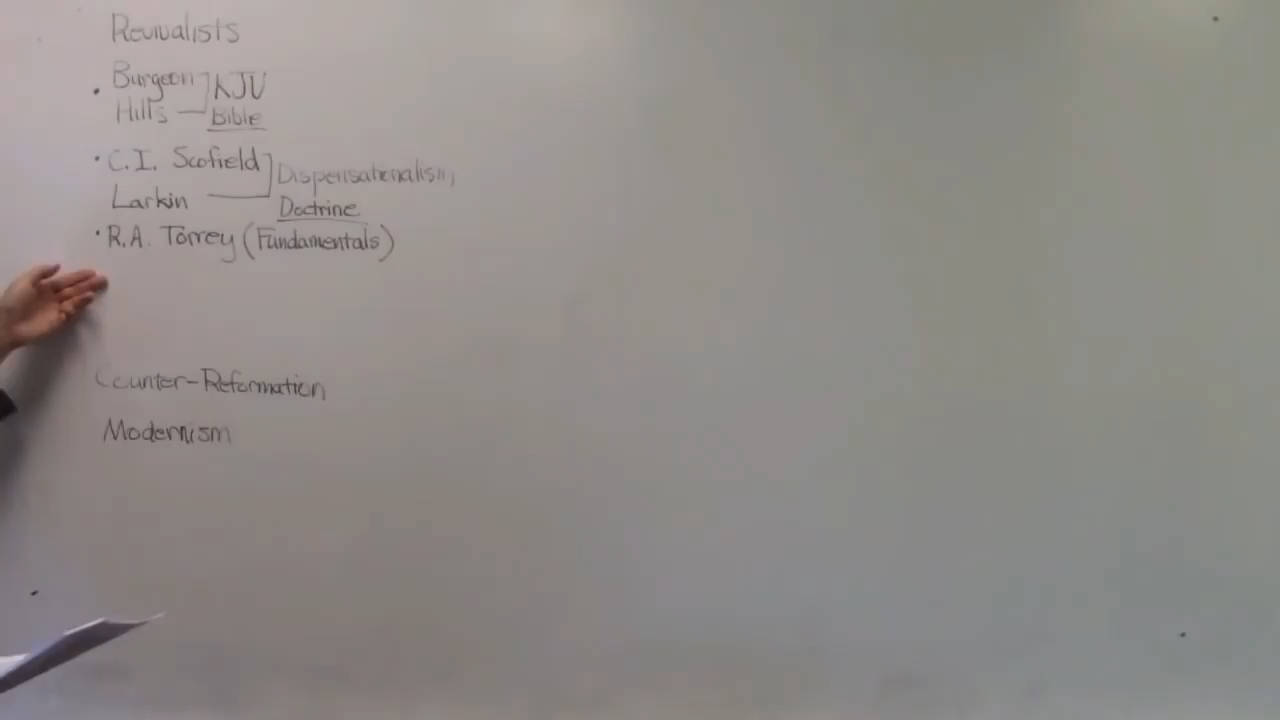 Revivalists
• Burgeon
Hills
KJV
Bible
• C.I. Scofield
Larkin
Dispensationalism,
Doctrine
• R.A. Torrey (Fundamentals)
Counter-Reformation
Modernism